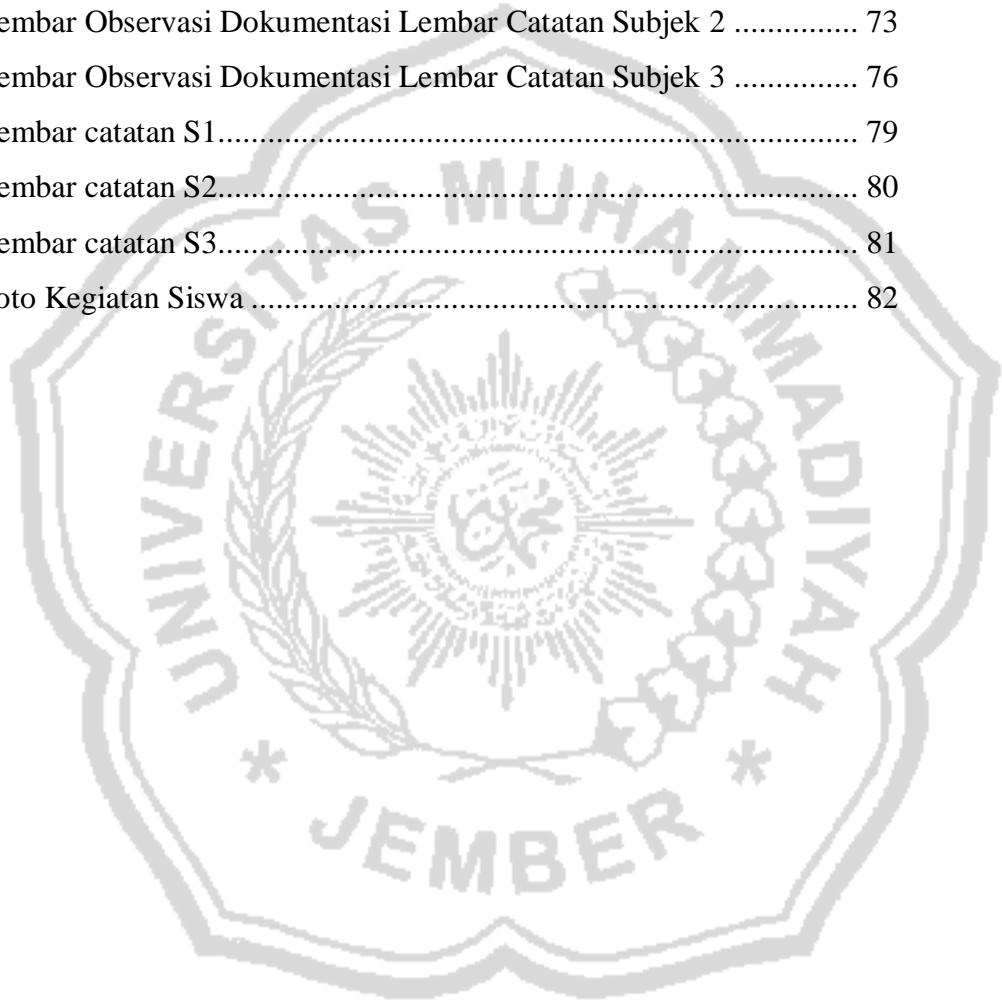 embar Observasi Dokumentasi Lembar Catatan Subjek 2 ............... 73
embar Observasi Dokumentasi Lembar Catatan Subjek 3 ............... 76
embar catatan S1.............................................................................. 79
embar catatan S2.............................................................................. 80
embar catatan S3.............................................................................. 81
oto Kegiatan Siswa .......................................................................... 82
UNIVERSITAS MUHAMMADIYAH
* JEMBER *